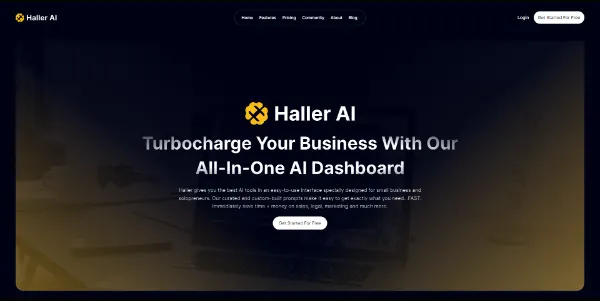 Haller AI
Home Features Pricing Community About Blog
Login
Get Started For Free
Haller AI
Turbocharge Your Business With Our
All-In-One AI Dashboard
Haller gives you the best AI tools in an easy-to-use interface specially designed for small business and
solopreneurs. Our curated and custom-built prompts make it easy to get exactly what you need...FAST.
Immediately save time + money on sales, legal, marketing and much more.
Get Started For Free